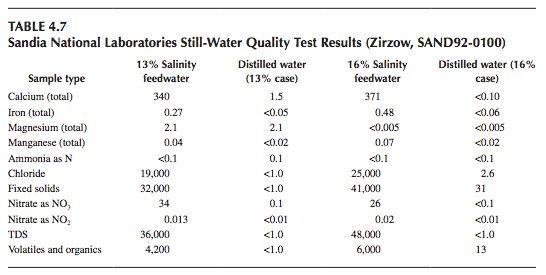 TABLE 4.7
Sandia National Laboratories Still-Water Quality Test Results (Zirzow, SAND92-0100)
Sample type 13% Salinity feedwater Distilled water (13% case) 16% Salinity feedwater Distilled water (16% case)
Calcium (total) 340 1.5 371 <0.10
Iron (total) 0.27 <0.05 0.48 <0.06
Magnesium (total) 2.1 2.1 <0.005 <0.005
Manganese (total) 0.04 <0.02 0.07 <0.02
Ammonia as N <0.1 0.1 <0.1 <0.1
Chloride 19,000 <1.0 25,000 2.6
Fixed solids 32,000 <1.0 41,000 31
Nitrate as NO₃ 34 0.1 26 <0.1
Nitrate as NO₂ 0.013 <0.01 0.02 <0.01
TDS 36,000 <1.0 48,000 <1.0
Volatiles and organics 4,200 <1.0 6,000 13